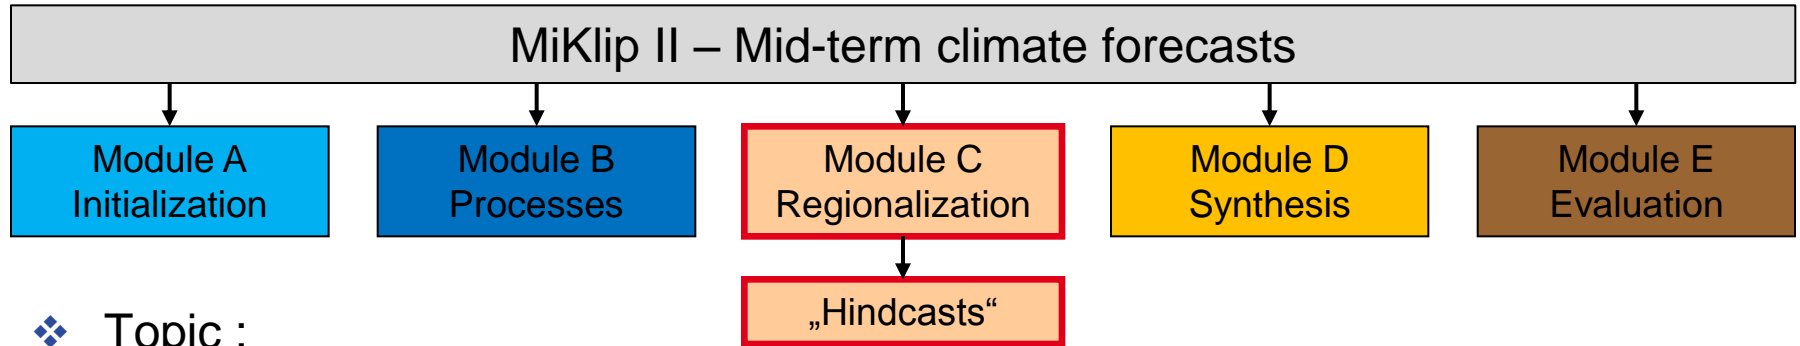 MiKlip II – Mid-term climate forecasts
Module A
Initialization
Module B
Processes
Module C
Regionalization
Module D
Synthesis
Module E
Evaluation
„Hindcasts“
❖ Topic :